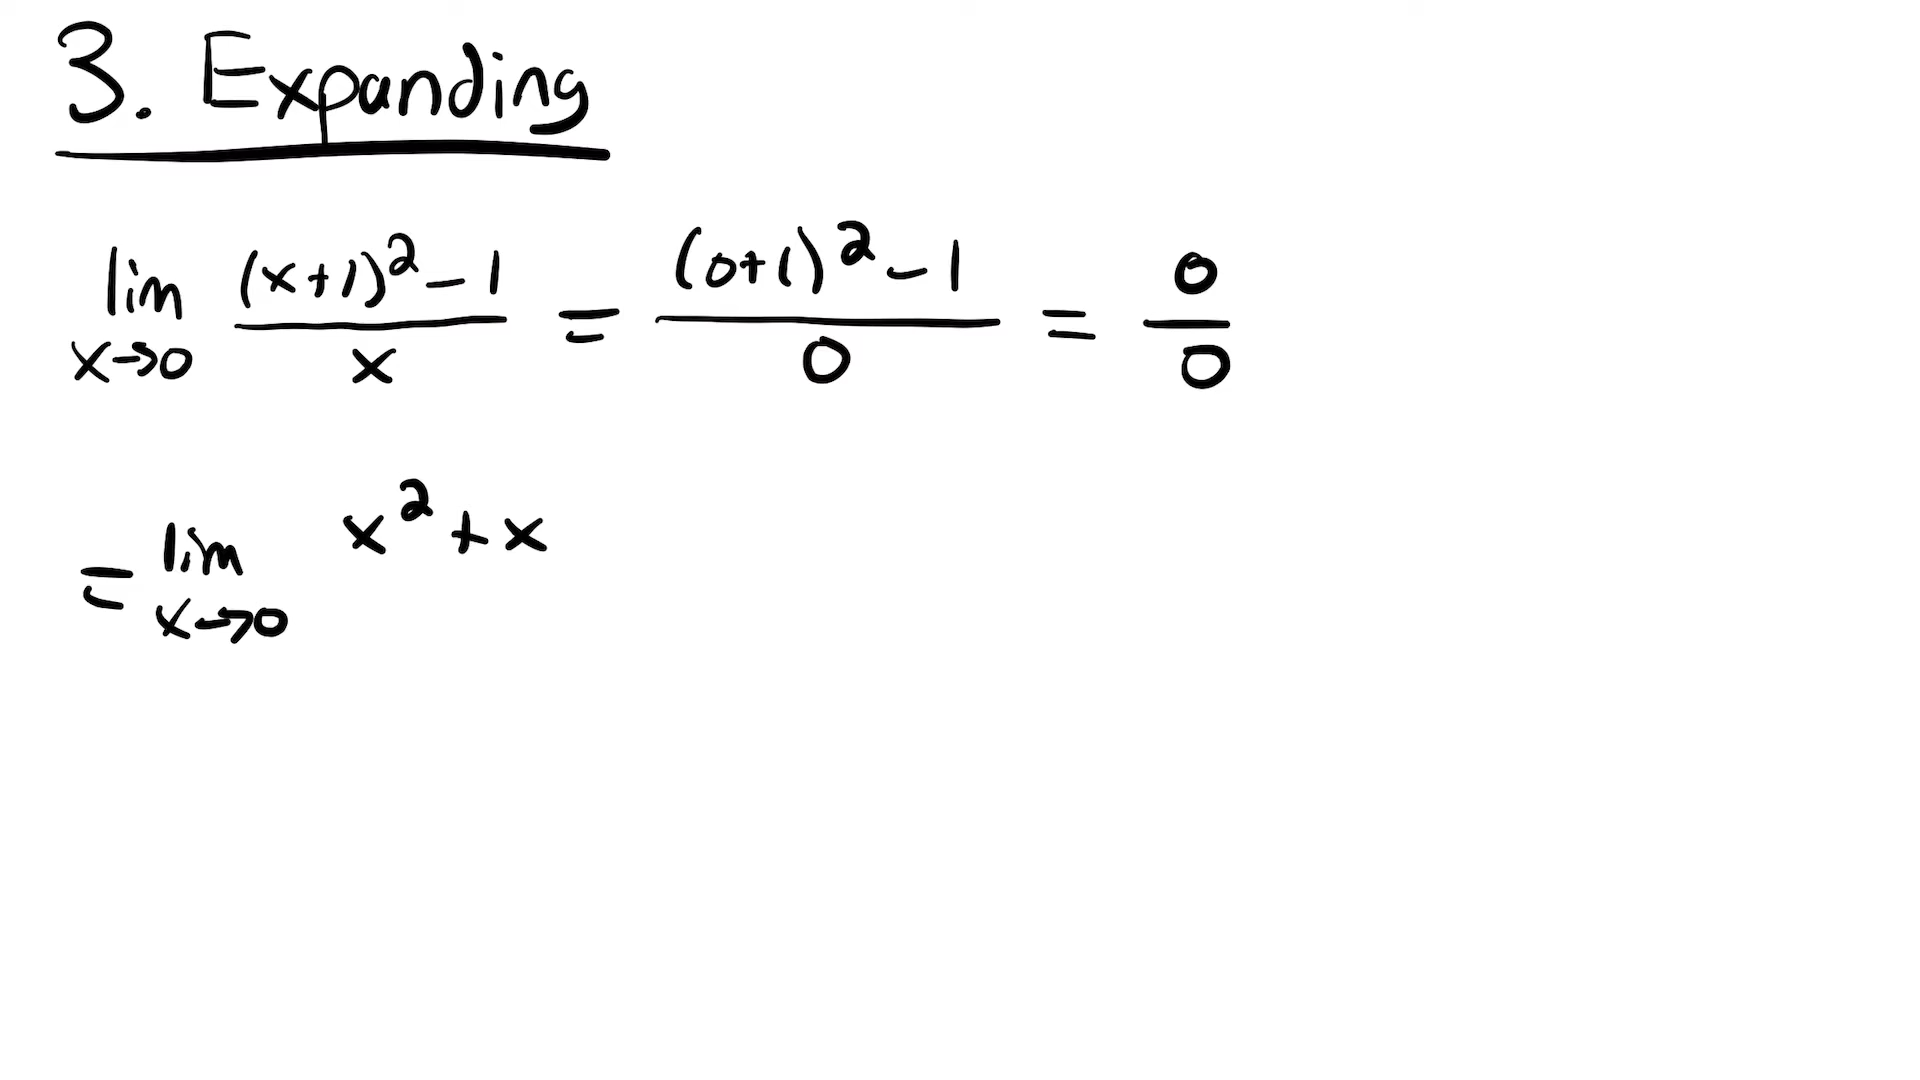 3. Expanding
lim x→0 ((x+1)² − 1)/x = ((0+1)² − 1)/0 = 0/0
= lim x→0 x² + x